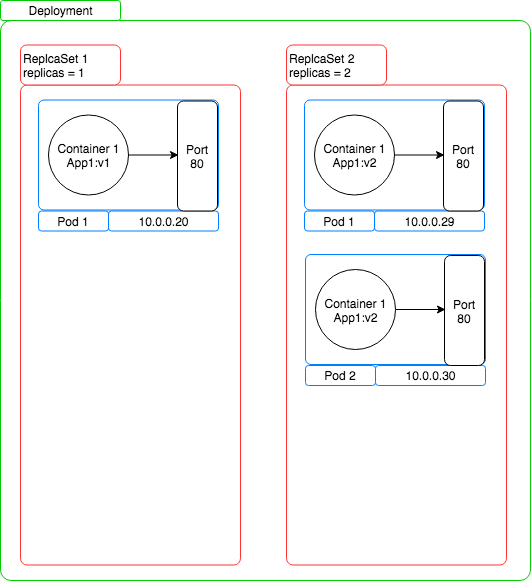 Deployment
ReplcaSet 1
replicas = 1
Container 1
App1:v1
Port
80
Pod 1
10.0.0.20
ReplcaSet 2
replicas = 2
Container 1
App1:v2
Port
80
Pod 1
10.0.0.29
Container 1
App1:v2
Port
80
Pod 2
10.0.0.30